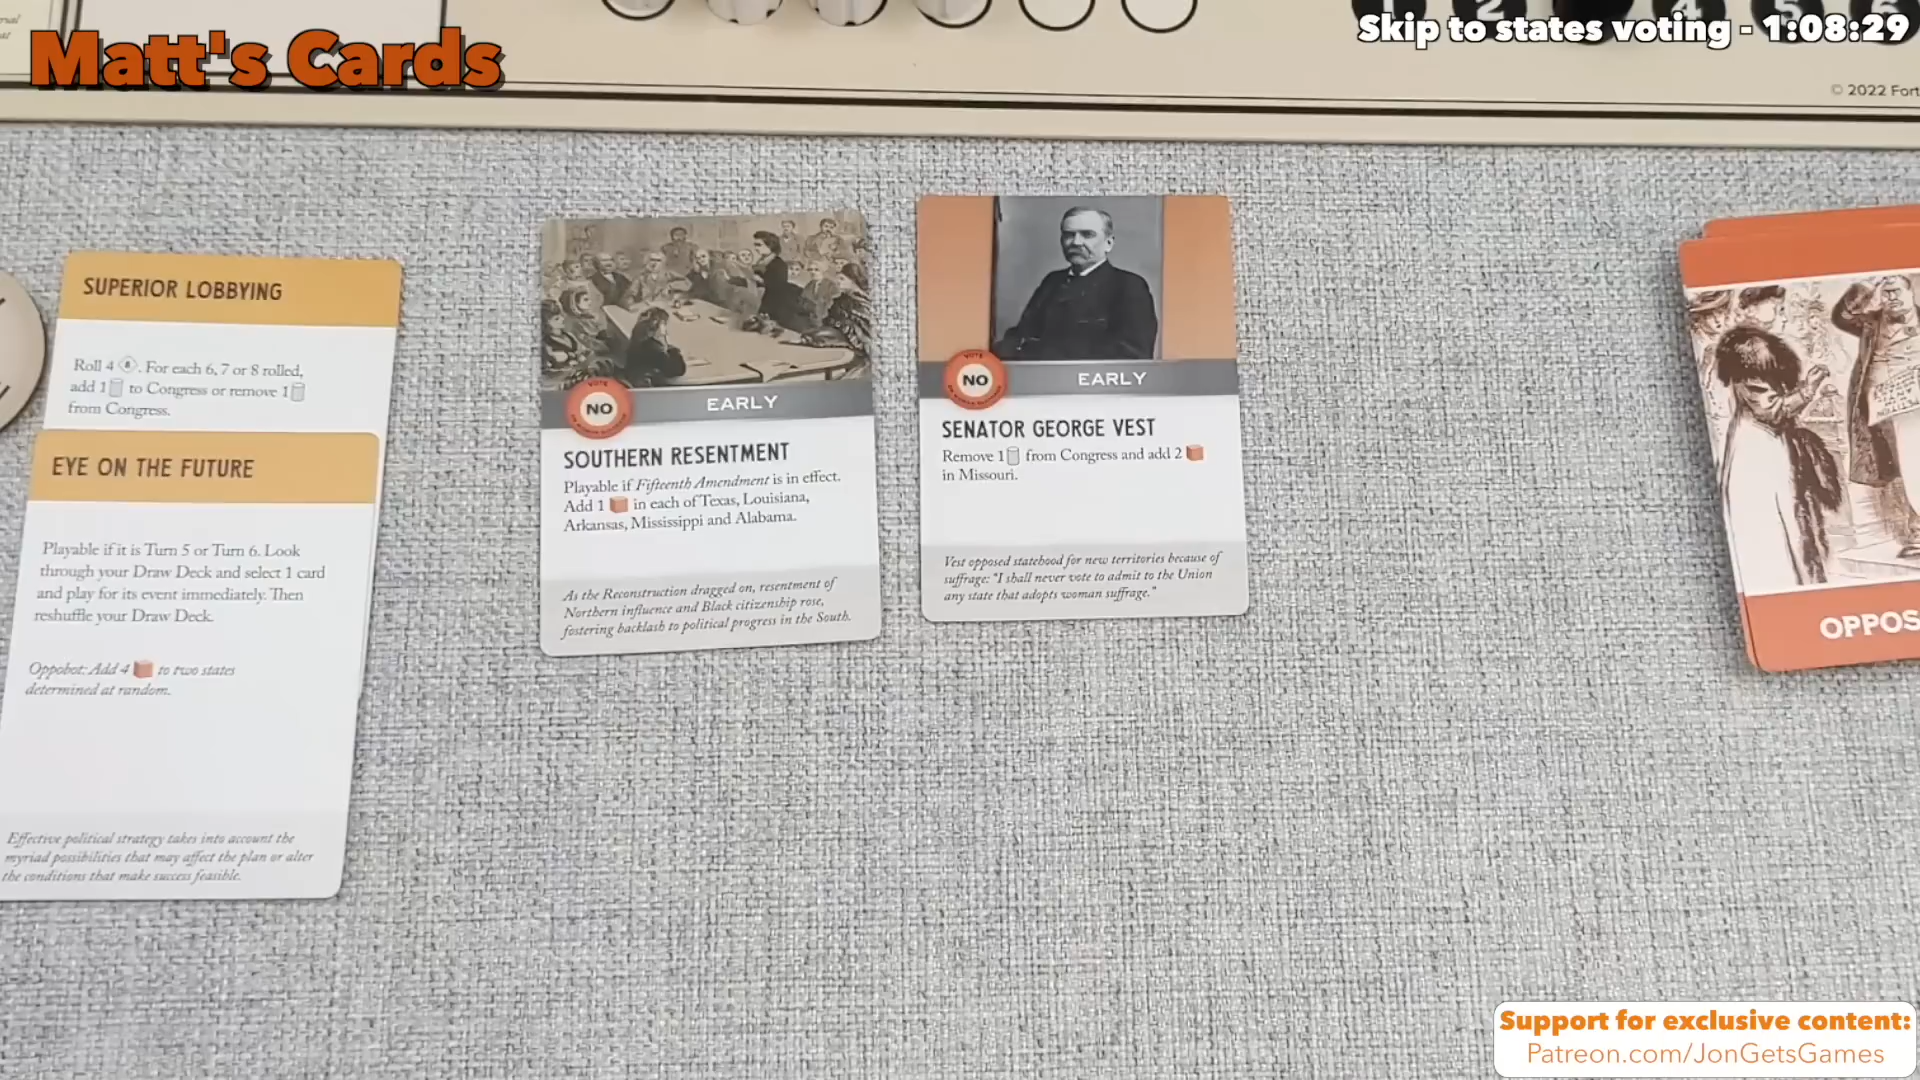 Matt's Cards
Skip to states voting - 1:08:29
© 2022 Fort
SUPERIOR LOBBYING
Roll 4 8. For each 6, 7 or 8 rolled,
add 1 to Congress or remove 1
from Congress.
EYE ON THE FUTURE
Playable if it is Turn 5 or Turn 6. Look
through your Draw Deck and select 1 card
and play for its event immediately. Then
reshuffle your Draw Deck.
Oppobot: Add 4 to two states
determined at random.
Effective political strategy takes into account the
myriad possibilities that may affect the plan or alter
the conditions that make success feasible.
VOTE
NO
EARLY
SOUTHERN RESENTMENT
Playable if Fifteenth Amendment is in effect.
Add 1 in each of Texas, Louisiana,
Arkansas, Mississippi and Alabama.
As the Reconstruction dragged on, resentment of
Northern influence and Black citizenship rose,
fostering backlash to political progress in the South.
VOTE
NO
EARLY
SENATOR GEORGE VEST
Remove 1 from Congress and add 2
in Missouri.
Vest opposed statehood for new territories because of
suffrage: "I shall never vote to admit to the Union
any state that adopts woman suffrage."
OPPOS
Support for exclusive content:
Patreon.com/JonGetsGames